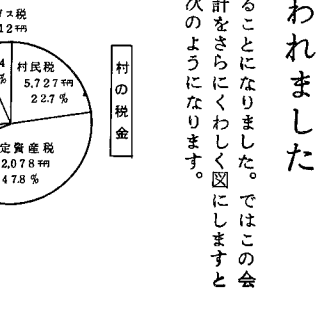 われました
ることになりました。ではこの会
計をさらにくわしく図にしますと
次のようになります。
村の税金
ス税
12千円
村民税
5,727千円
22.7%
4
%
定資産税
2,078千円
47.8%